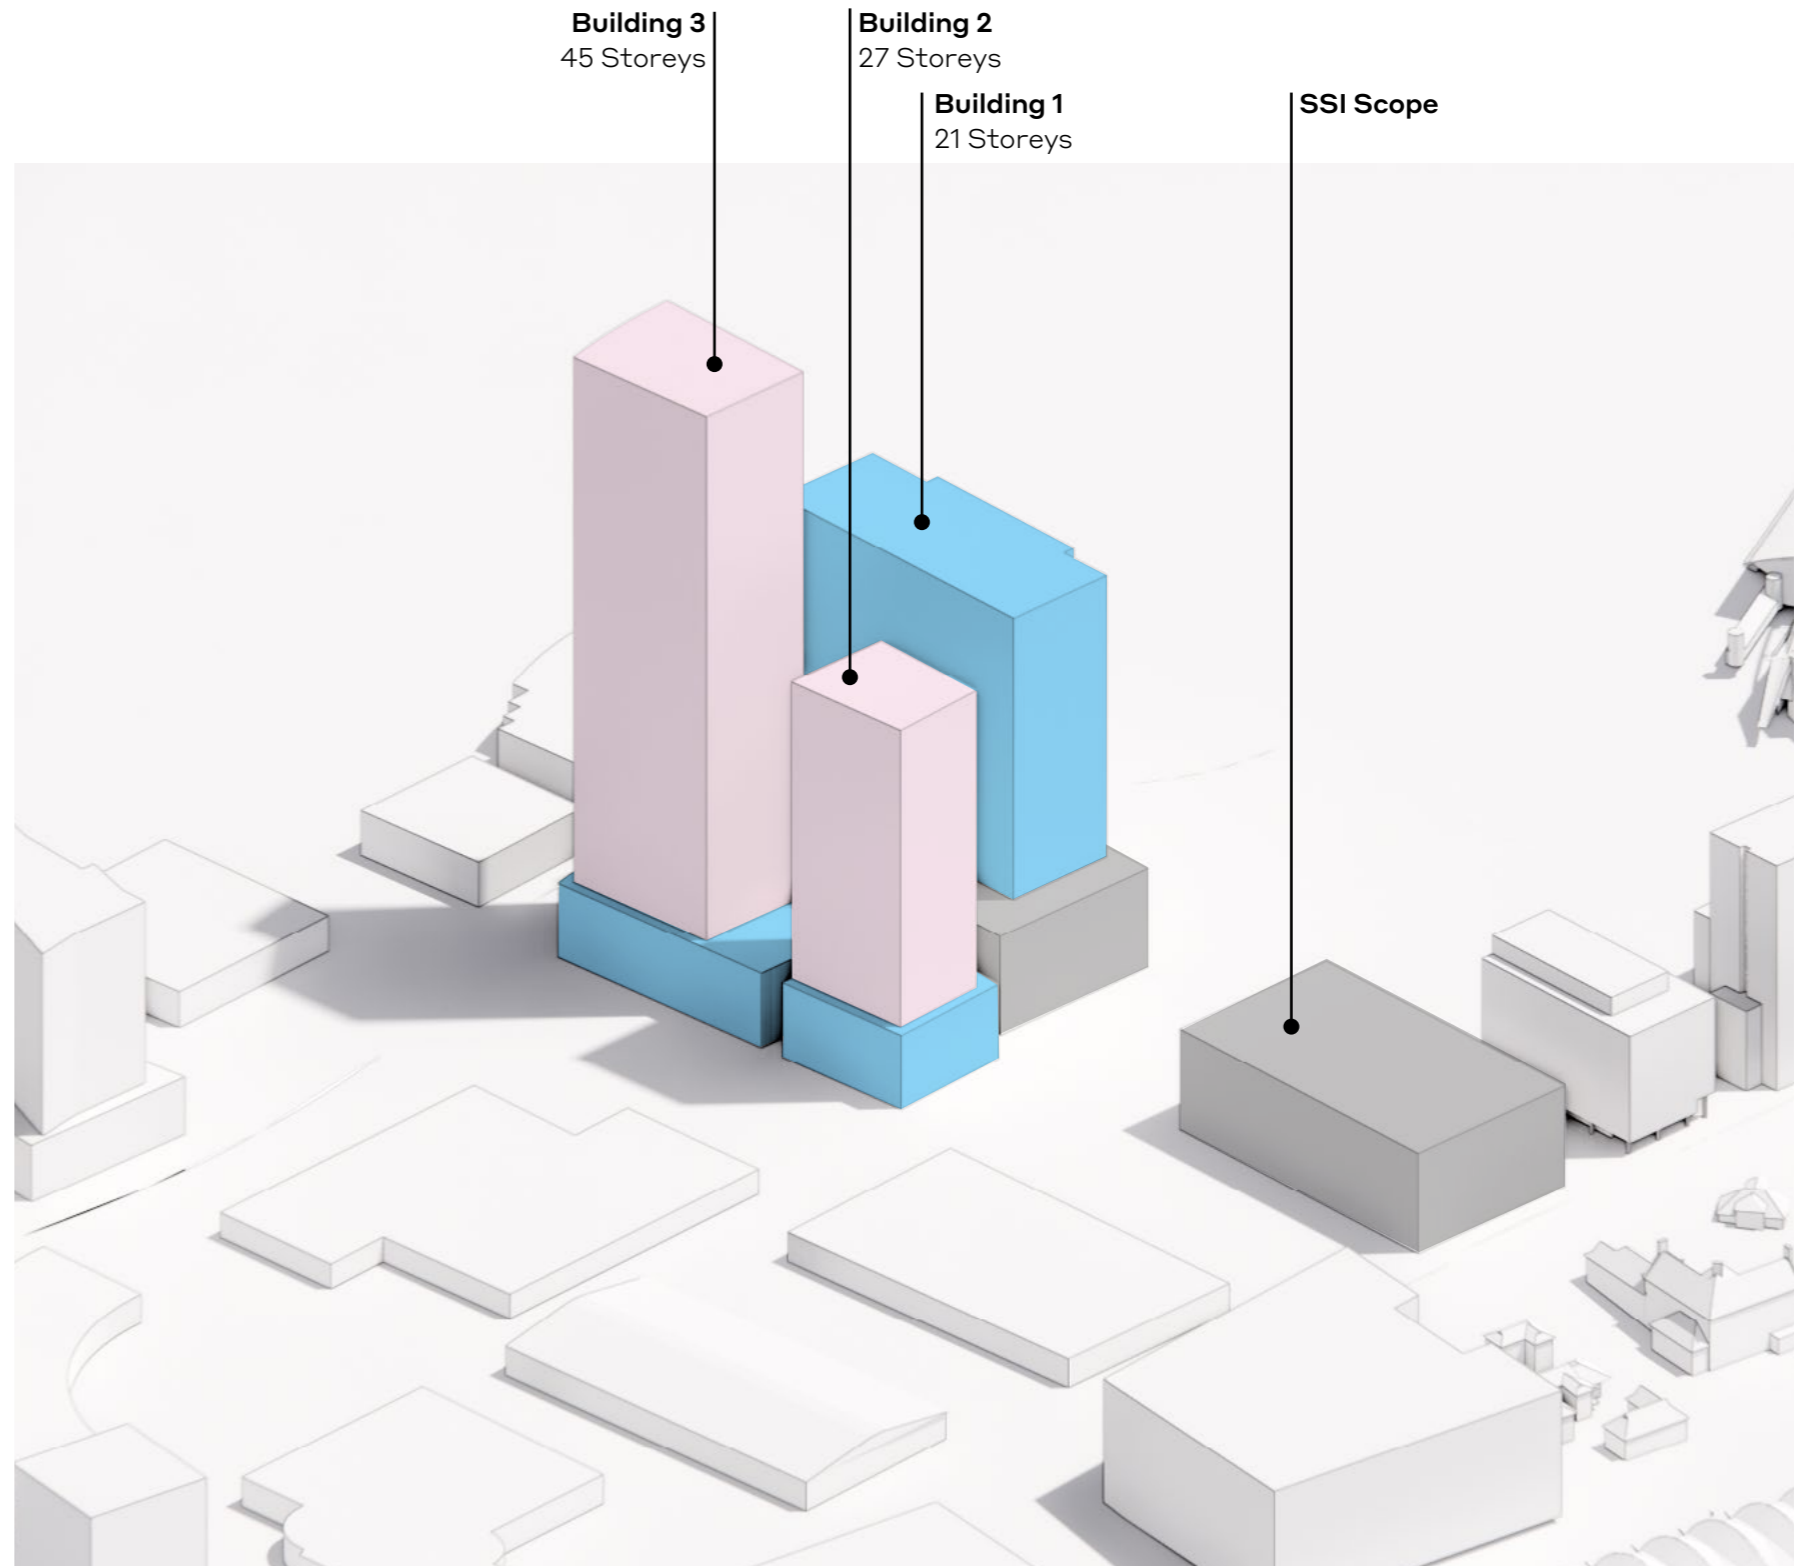 Building 3
45 Storeys
Building 2
27 Storeys
Building 1
21 Storeys
SSI Scope